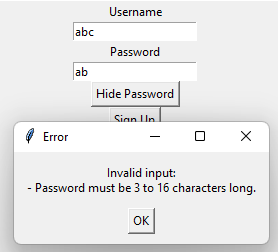 Username
abc
Password
ab
Hide Password
Sign Up
Error
Invalid input:
- Password must be 3 to 16 characters long.
OK